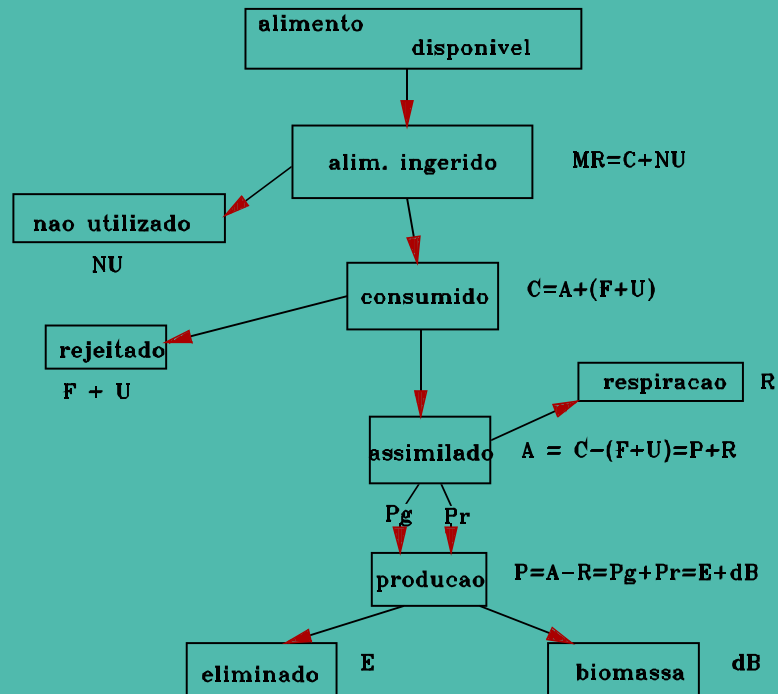 alimento
disponivel
alim. ingerido
MR=C+NU
nao utilizado
NU
consumido
C=A+(F+U)
rejeitado
F + U
respiracao
R
assimilado
A = C-(F+U)=P+R
Pg
Pr
producao
P=A-R=Pg+Pr=E+dB
eliminado
E
biomassa
dB